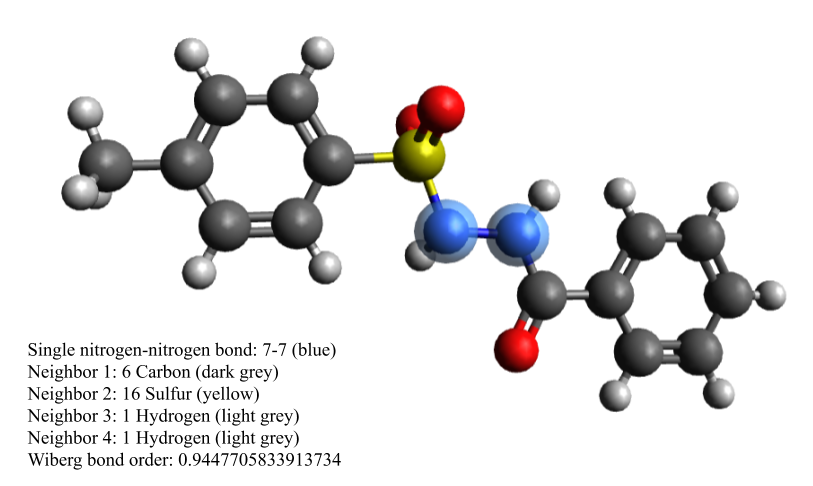 Single nitrogen-nitrogen bond: 7-7 (blue)
Neighbor 1: 6 Carbon (dark grey)
Neighbor 2: 16 Sulfur (yellow)
Neighbor 3: 1 Hydrogen (light grey)
Neighbor 4: 1 Hydrogen (light grey)
Wiberg bond order: 0.9447705833913734